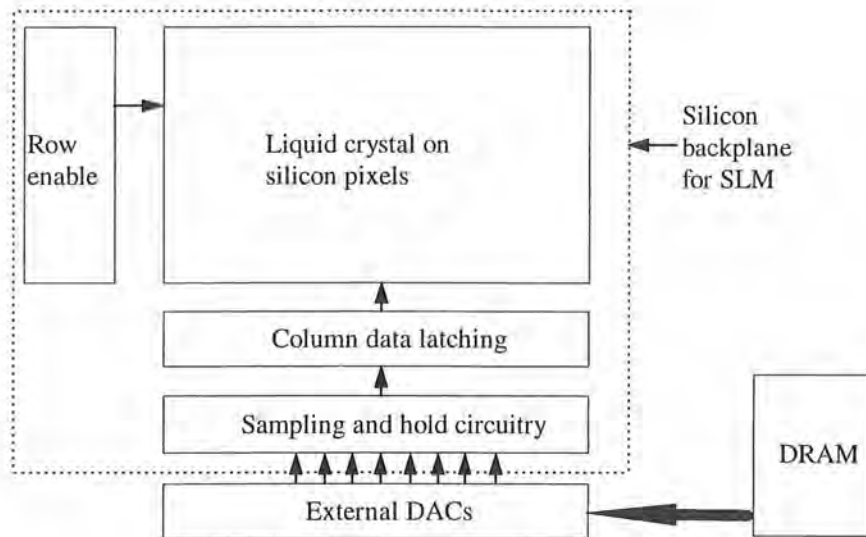 Row
enable
Liquid crystal on
silicon pixels
Silicon
backplane
for SLM
Column data latching
Sampling and hold circuitry
External DACs
DRAM